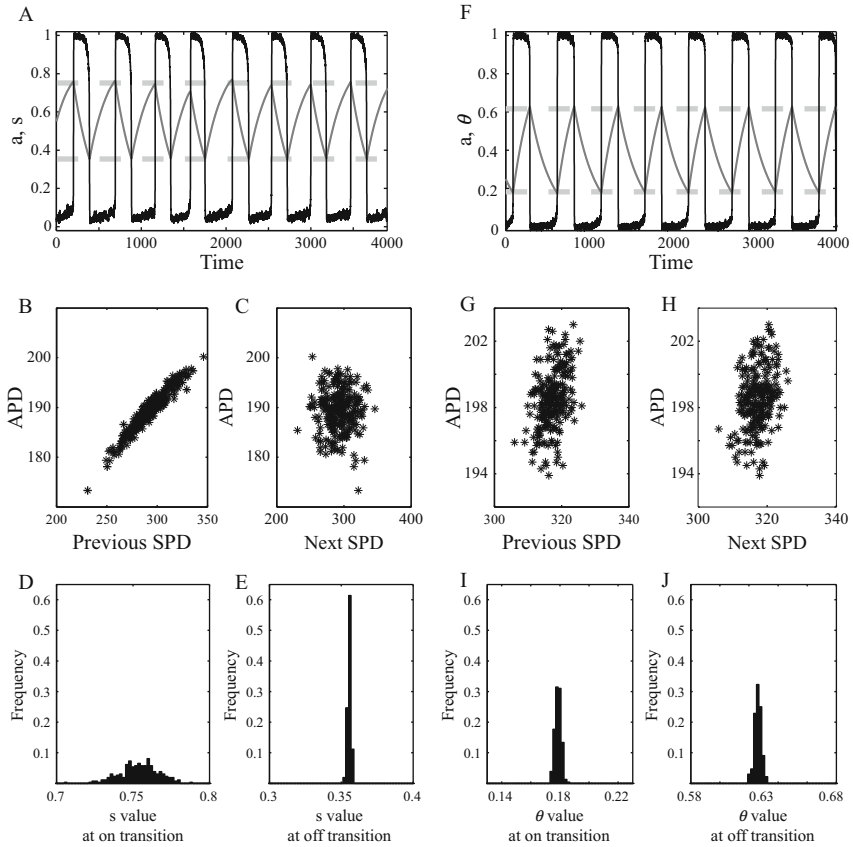 A
a, s
1
0.8
0.6
0.4
0.2
0
0
1000
2000
3000
4000
Time
F
a, θ
1
0.8
0.6
0.4
0.2
0
0
1000
2000
3000
4000
Time
B
APD
200
190
180
200
250
300
350
Previous SPD
C
APD
200
190
180
200
300
400
Next SPD
G
APD
202
198
194
300
320
340
Previous SPD
H
APD
202
198
194
300
320
340
Next SPD
D
Frequency
0.6
0.5
0.4
0.3
0.2
0.1
0.7
0.75
0.8
s value
at on transition
E
Frequency
0.6
0.5
0.4
0.3
0.2
0.1
0.3
0.35
0.4
s value
at off transition
I
Frequency
0.6
0.5
0.4
0.3
0.2
0.1
0.14
0.18
0.22
θ value
at on transition
J
Frequency
0.6
0.5
0.4
0.3
0.2
0.1
0.58
0.63
0.68
θ value
at off transition